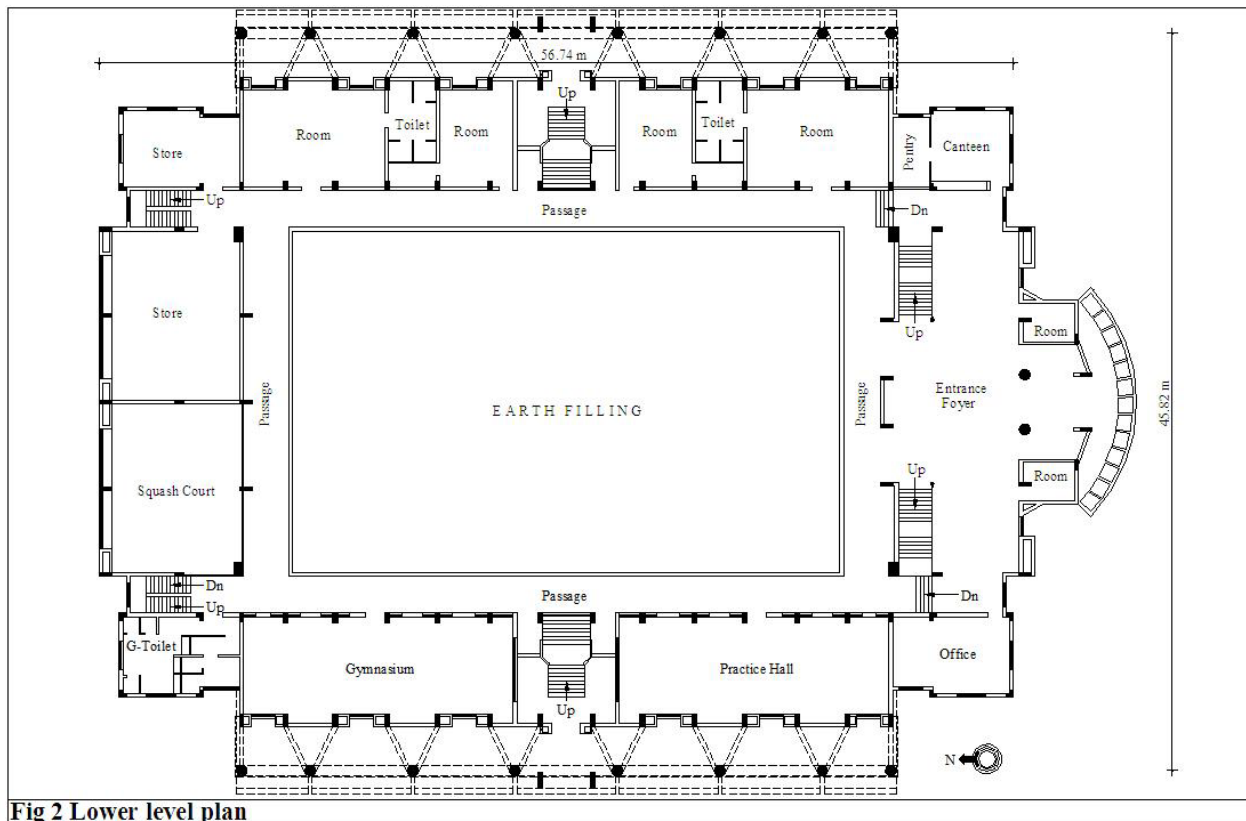 56.74 m
Up
Toilet
Toilet
Room
Room
Room
Room
Store
Pentry
Canteen
Up
Passage
Dn
Store
Up
Room
Passage
EARTH FILLING
Passage
Entrance
Foyer
45.82 m
Squash Court
Up
Room
Dn
Up
Passage
Dn
G-Toilet
Gymnasium
Practice Hall
Office
Up
N
Fig 2 Lower level plan